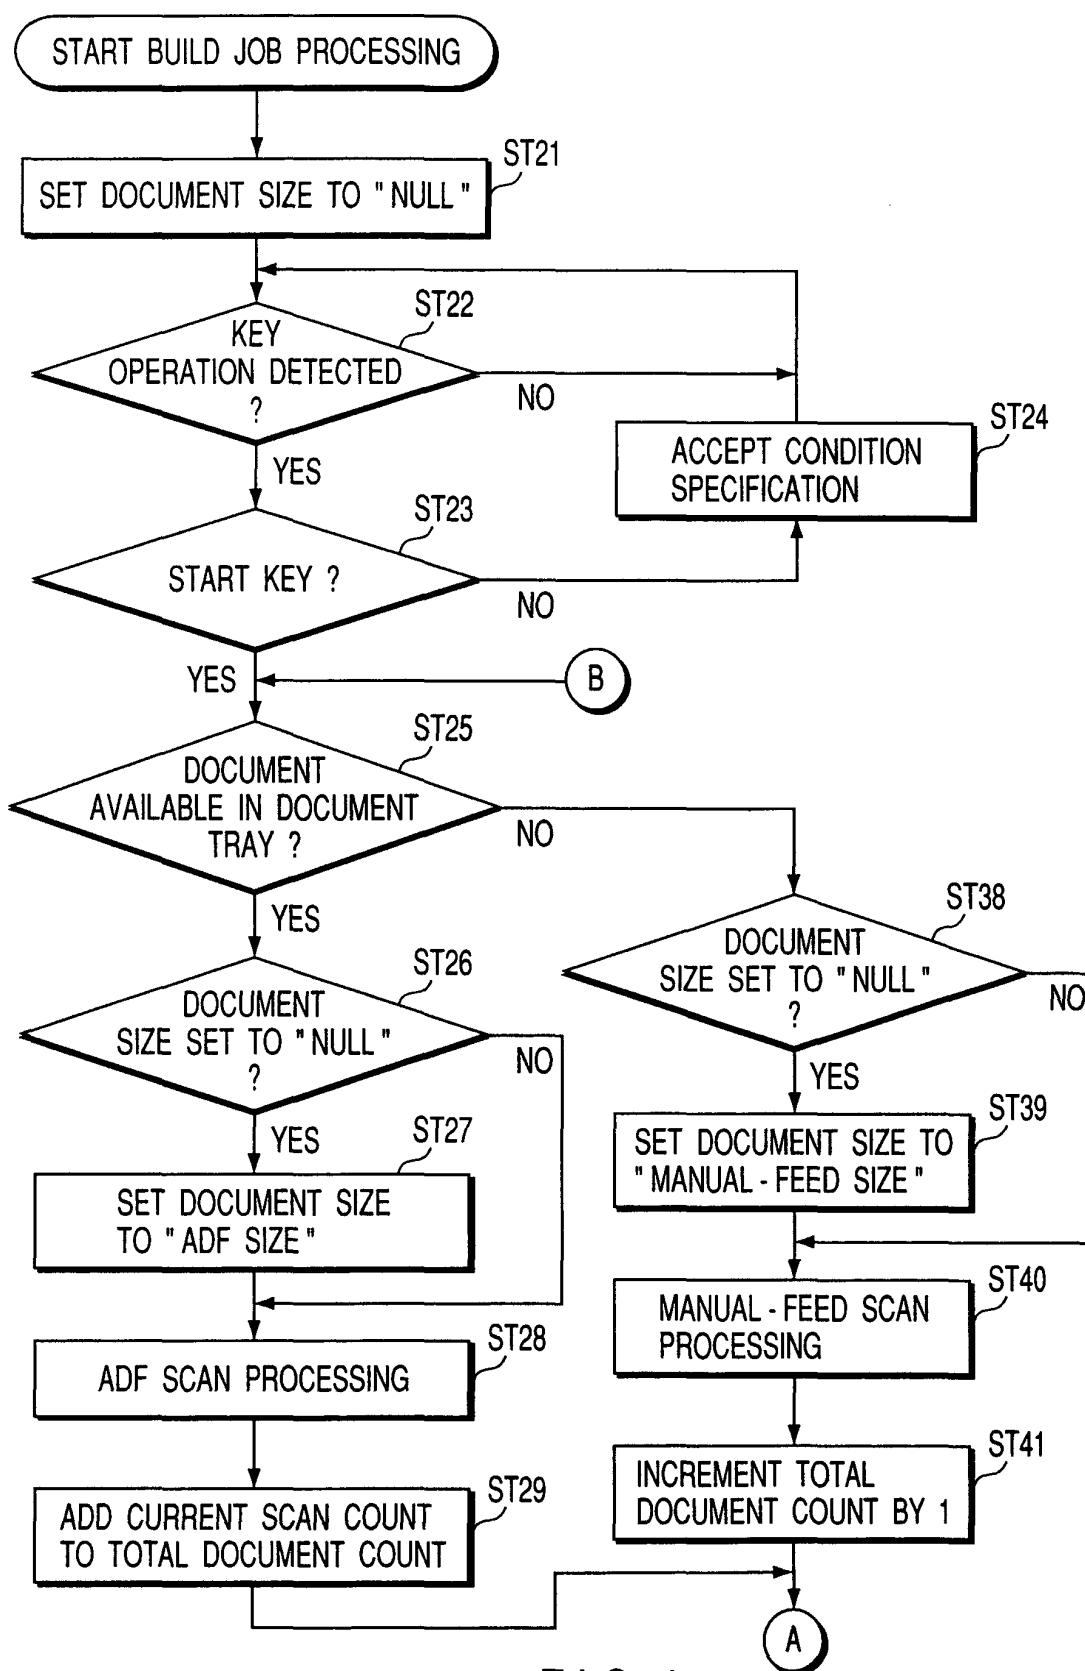 START BUILD JOB PROCESSING
ST21
SET DOCUMENT SIZE TO "NULL"
ST22
KEY
OPERATION DETECTED
?
NO
YES
ST24
ACCEPT CONDITION
SPECIFICATION
ST23
START KEY ?
NO
YES
B
ST25
DOCUMENT
AVAILABLE IN DOCUMENT
TRAY ?
NO
YES
ST38
DOCUMENT
SIZE SET TO "NULL"
?
NO
YES
ST26
DOCUMENT
SIZE SET TO "NULL"
?
NO
YES
ST27
SET DOCUMENT SIZE
TO "ADF SIZE"
ST39
SET DOCUMENT SIZE TO
"MANUAL-FEED SIZE"
ST28
ADF SCAN PROCESSING
ST40
MANUAL-FEED SCAN
PROCESSING
ST29
ADD CURRENT SCAN COUNT
TO TOTAL DOCUMENT COUNT
ST41
INCREMENT TOTAL
DOCUMENT COUNT BY 1
A